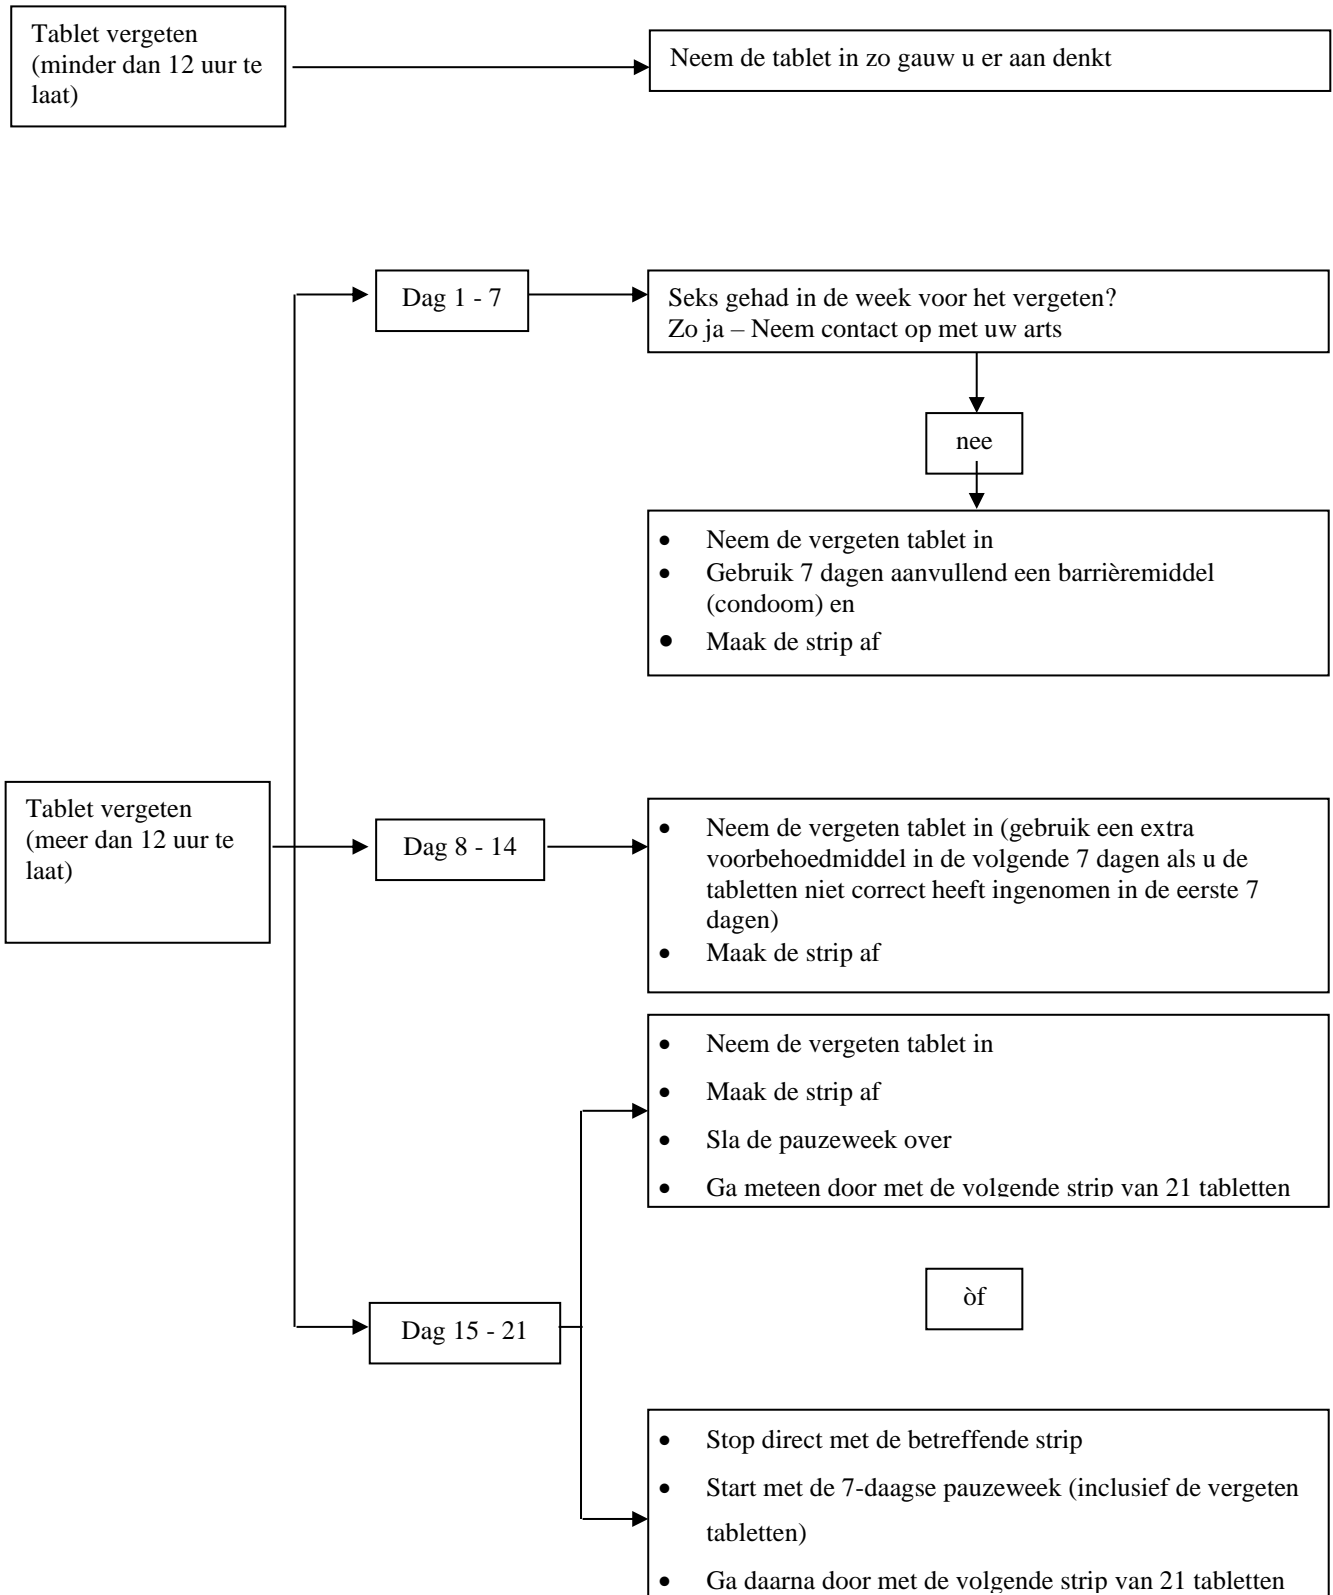 Tablet vergeten
(minder dan 12 uur te
laat)
Neem de tablet in zo gauw u er aan denkt
Dag 1 - 7
Seks gehad in de week voor het vergeten?
Zo ja – Neem contact op met uw arts
nee
• Neem de vergeten tablet in
• Gebruik 7 dagen aanvullend een barrièremiddel
(condoom) en
• Maak de strip af
Tablet vergeten
(meer dan 12 uur te
laat)
Dag 8 - 14
• Neem de vergeten tablet in (gebruik een extra
voorbehoedmiddel in de volgende 7 dagen als u de
tabletten niet correct heeft ingenomen in de eerste 7
dagen)
• Maak de strip af
• Neem de vergeten tablet in
• Maak de strip af
• Sla de pauzeweek over
• Ga meteen door met de volgende strip van 21 tabletten
òf
Dag 15 - 21
• Stop direct met de betreffende strip
• Start met de 7-daagse pauzeweek (inclusief de vergeten
tabletten)
• Ga daarna door met de volgende strip van 21 tabletten